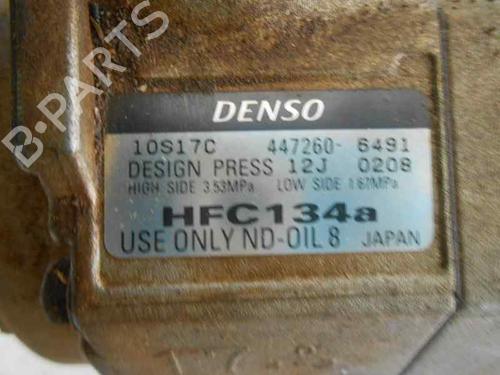 B-PARTS
DENSO
10S17C 447260- 6491
DESIGN PRESS 12J 0208
HIGH SIDE 3.53MPa LOW SIDE 1.67MPa
HFC134a
USE ONLY ND-OIL 8 JAPAN